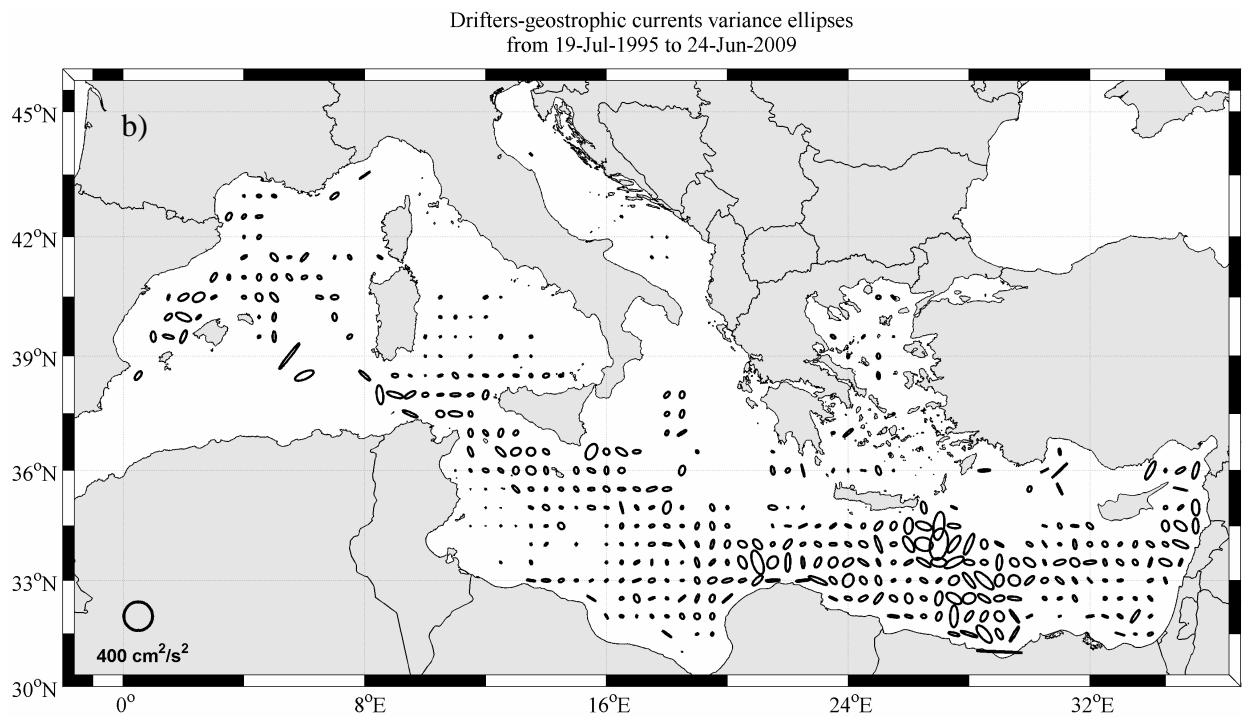 Drifters-geostrophic currents variance ellipses
from 19-Jul-1995 to 24-Jun-2009
b)
45°N
42°N
39°N
36°N
33°N
30°N
400 cm²/s²
0°
8°E
16°E
24°E
32°E